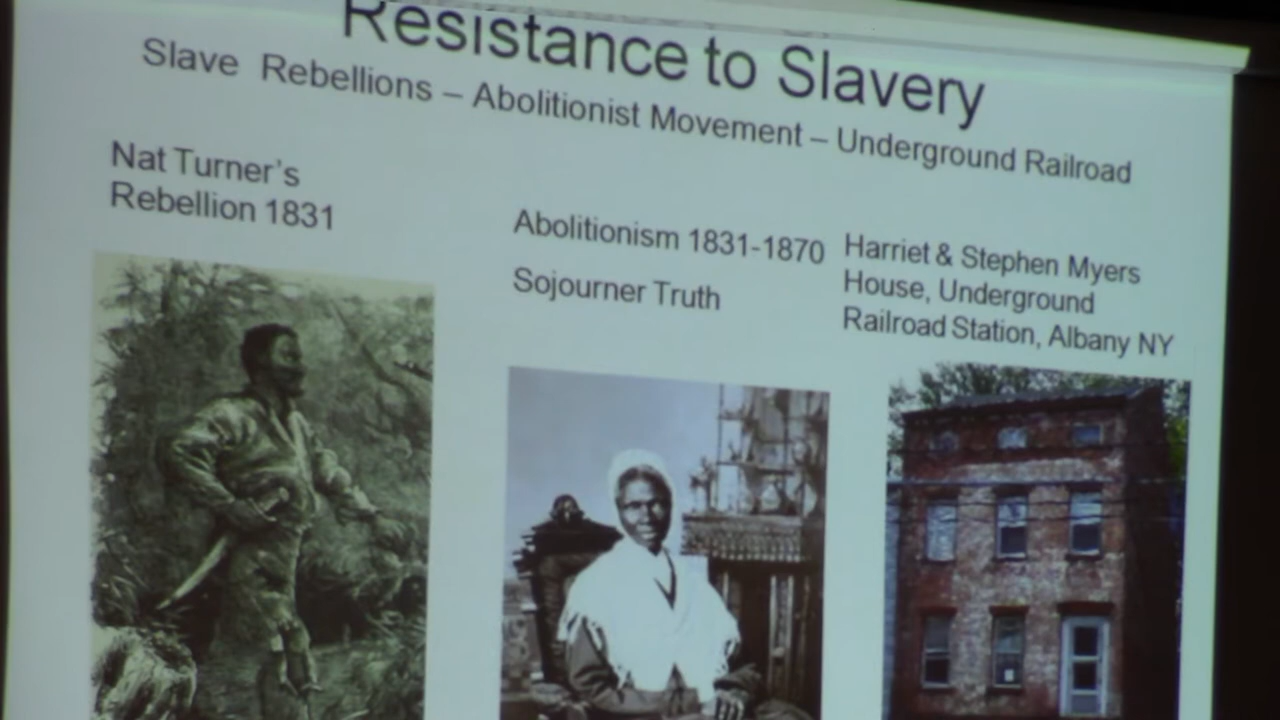 Resistance to Slavery
Slave Rebellions – Abolitionist Movement – Underground Railroad
Nat Turner's
Rebellion 1831
Abolitionism 1831-1870
Sojourner Truth
Harriet & Stephen Myers
House, Underground
Railroad Station, Albany NY